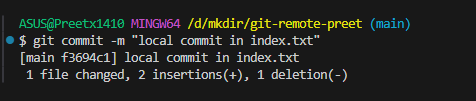 ASUS@Preetx1410 MINGW64 /d/mkdir/git-remote-preet (main)
$ git commit -m "local commit in index.txt"
[main f3694c1] local commit in index.txt
 1 file changed, 2 insertions(+), 1 deletion(-)